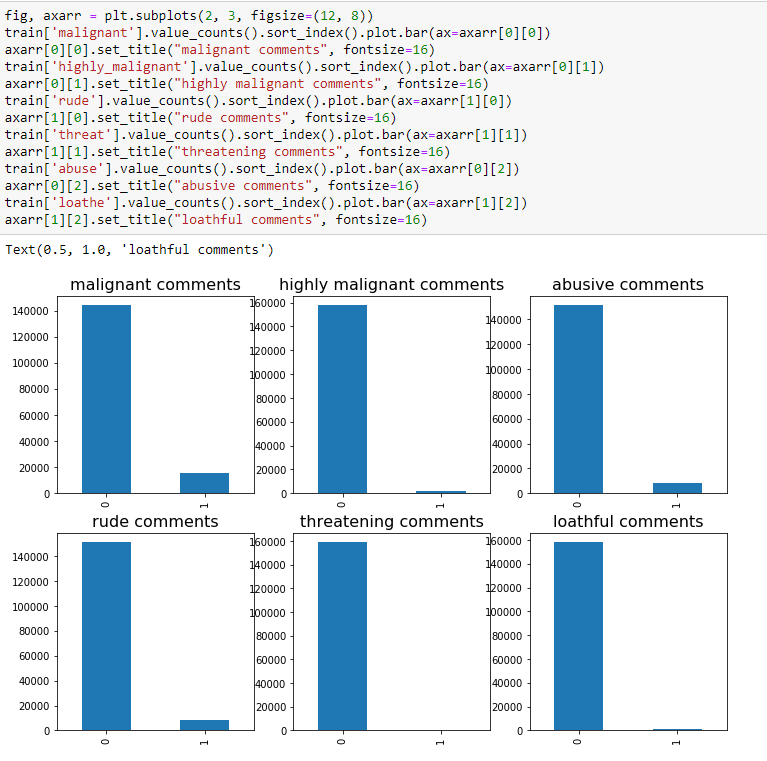 fig, axarr = plt.subplots(2, 3, figsize=(12, 8))
train['malignant'].value_counts().sort_index().plot.bar(ax=axarr[0][0])
axarr[0][0].set_title("malignant comments", fontsize=16)
train['highly_malignant'].value_counts().sort_index().plot.bar(ax=axarr[0][1])
axarr[0][1].set_title("highly malignant comments", fontsize=16)
train['rude'].value_counts().sort_index().plot.bar(ax=axarr[1][0])
axarr[1][0].set_title("rude comments", fontsize=16)
train['threat'].value_counts().sort_index().plot.bar(ax=axarr[1][1])
axarr[1][1].set_title("threatening comments", fontsize=16)
train['abuse'].value_counts().sort_index().plot.bar(ax=axarr[0][2])
axarr[0][2].set_title("abusive comments", fontsize=16)
train['loathe'].value_counts().sort_index().plot.bar(ax=axarr[1][2])
axarr[1][2].set_title("loathful comments", fontsize=16)
Text(0.5, 1.0, 'loathful comments')
malignant comments
140000
120000
100000
80000
60000
40000
20000
0
0 1
highly malignant comments
160000
140000
120000
100000
80000
60000
40000
20000
0
0 1
abusive comments
140000
120000
100000
80000
60000
40000
20000
0
0 1
rude comments
140000
120000
100000
80000
60000
40000
20000
0
0 1
threatening comments
160000
140000
120000
100000
80000
60000
40000
20000
0
0 1
loathful comments
160000
140000
120000
100000
80000
60000
40000
20000
0
0 1